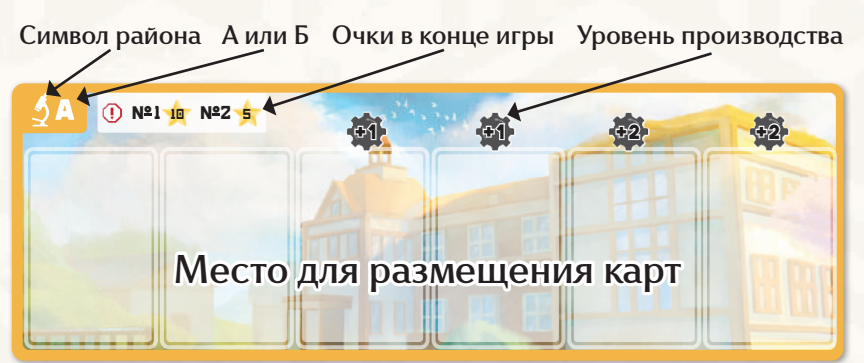 Символ района А или Б Очки в конце игры Уровень производства
А ! №1 10 №2 5
+1 +1 +2 +2
Место для размещения карт